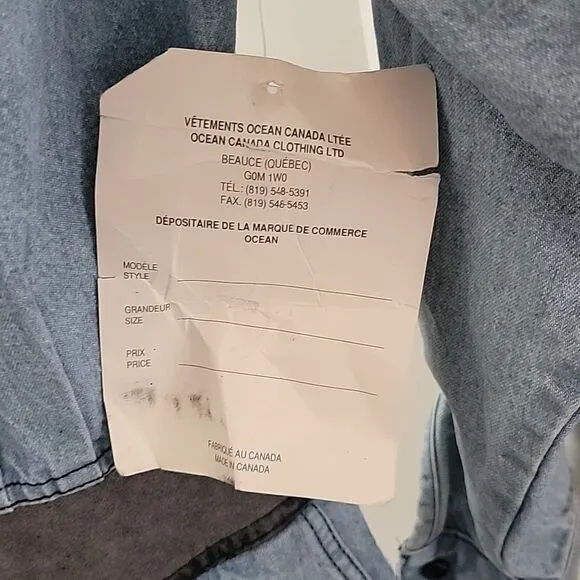 VÊTEMENTS OCEAN CANADA LTÉE
OCEAN CANADA CLOTHING LTD
BEAUCE (QUÉBEC)
G0M 1W0
TÉL.: (819) 548-5391
FAX. (819) 546-5453
DÉPOSITAIRE DE LA MARQUE DE COMMERCE
OCEAN
MODÈLE
STYLE
GRANDEUR
SIZE
PRIX
PRICE
FABRIQUÉ AU CANADA
MADE IN CANADA